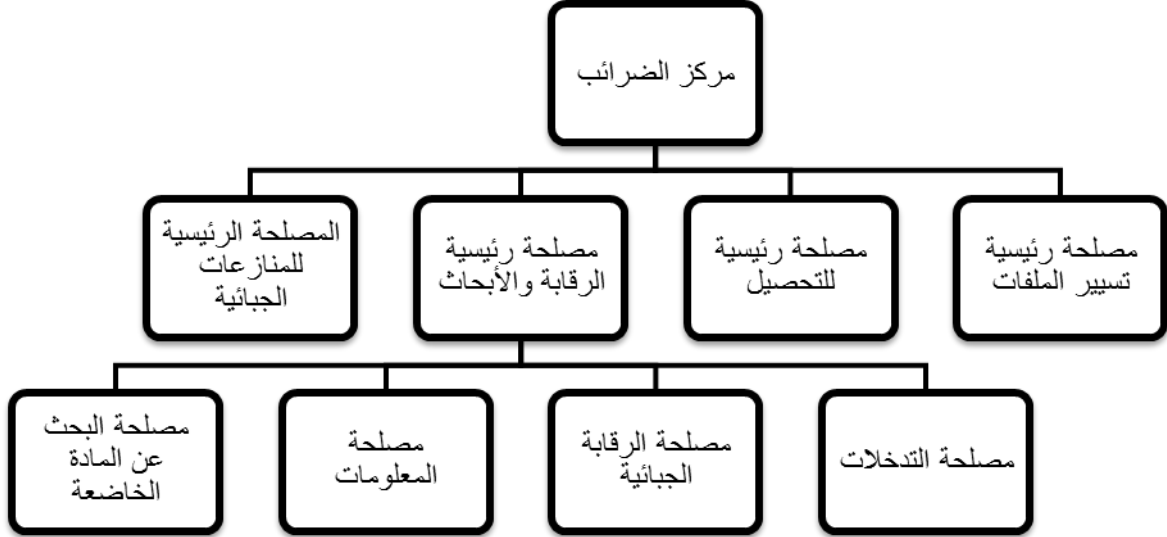 مركز الضرائب
مصلحة رئيسية
تسيير الملفات
مصلحة رئيسية
للتحصيل
مصلحة رئيسية
الرقابة والأبحاث
المصلحة الرئيسية
للمنازعات
الجبائية
مصلحة التدخلات
مصلحة الرقابة
الجبائية
مصلحة
المعلومات
مصلحة البحث
عن المادة
الخاضعة